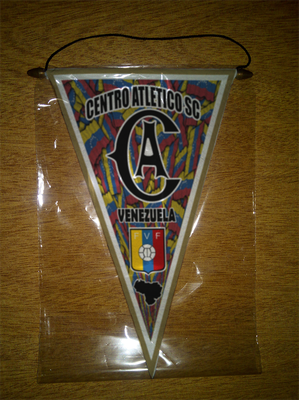 CENTRO ATLETICO SC
CA
VENEZUELA
VF